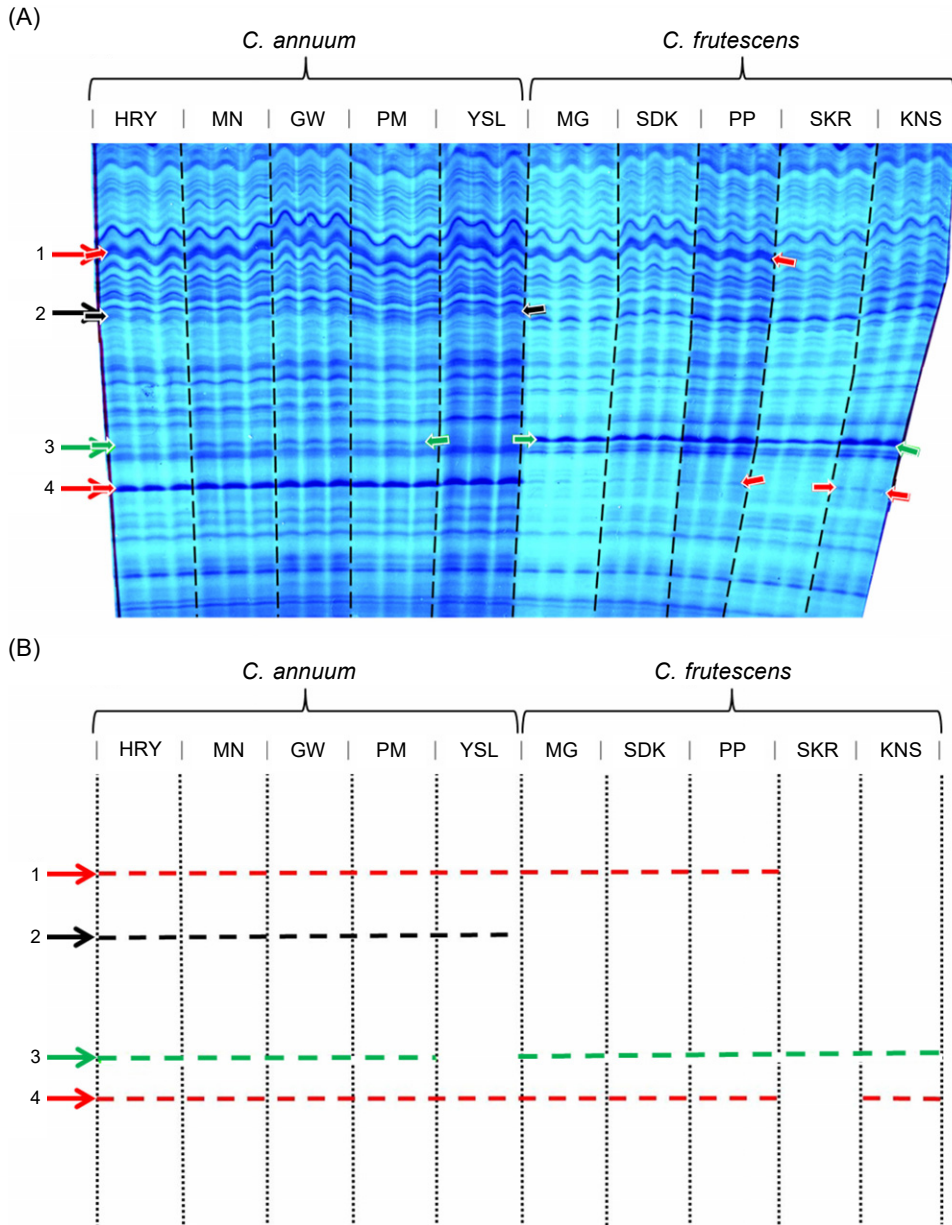 (A)
C. annuum C. frutescens
| HRY | MN | GW | PM | YSL | MG | SDK | PP | SKR | KNS
1
2
3
4
(B)
C. annuum C. frutescens
| HRY | MN | GW | PM | YSL | MG | SDK | PP | SKR | KNS |
1
2
3
4